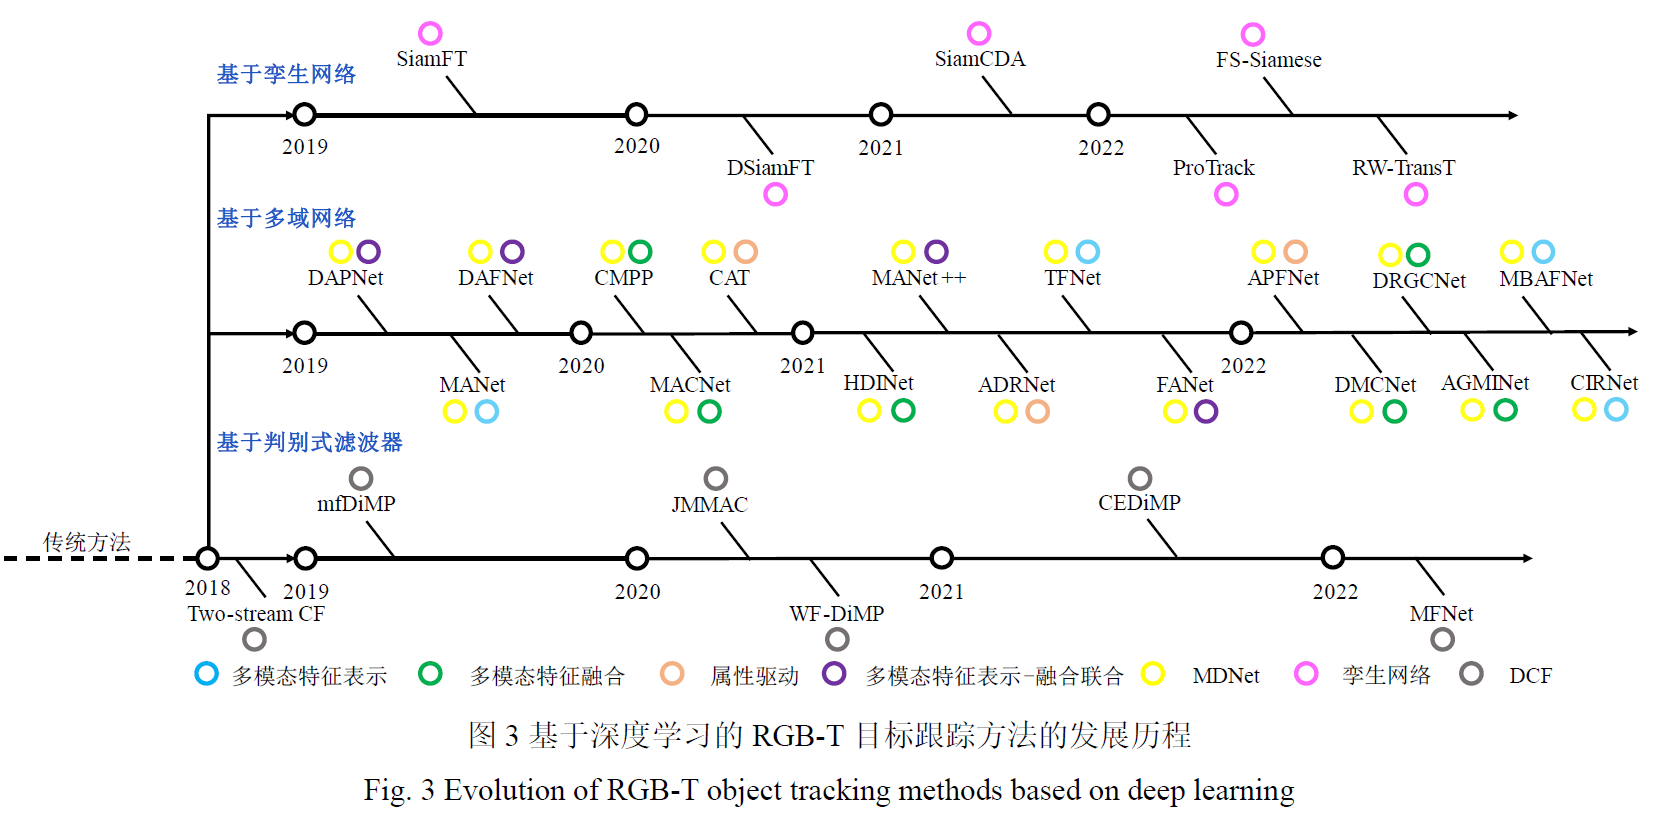 SiamFT
SiamCDA
FS-Siamese
基于孪生网络
2019
2020
2021
2022
DSiamFT
ProTrack
RW-TransT
基于多域网络
DAPNet
DAFNet
CMPP
CAT
MANet++
TFNet
APFNet
DRGCNet
MBAFNet
2019
2020
2021
2022
MANet
MACNet
HDINet
ADRNet
FANet
DMCNet
AGMINet
CIRNet
基于判别式滤波器
mfDiMP
JMMAC
CEDiMP
传统方法
2018
2019
2020
2021
2022
Two-stream CF
WF-DiMP
MFNet
多模态特征表示 多模态特征融合 属性驱动 多模态特征表示-融合联合 MDNet 孪生网络 DCF
图 3 基于深度学习的 RGB-T 目标跟踪方法的发展历程
Fig. 3 Evolution of RGB-T object tracking methods based on deep learning